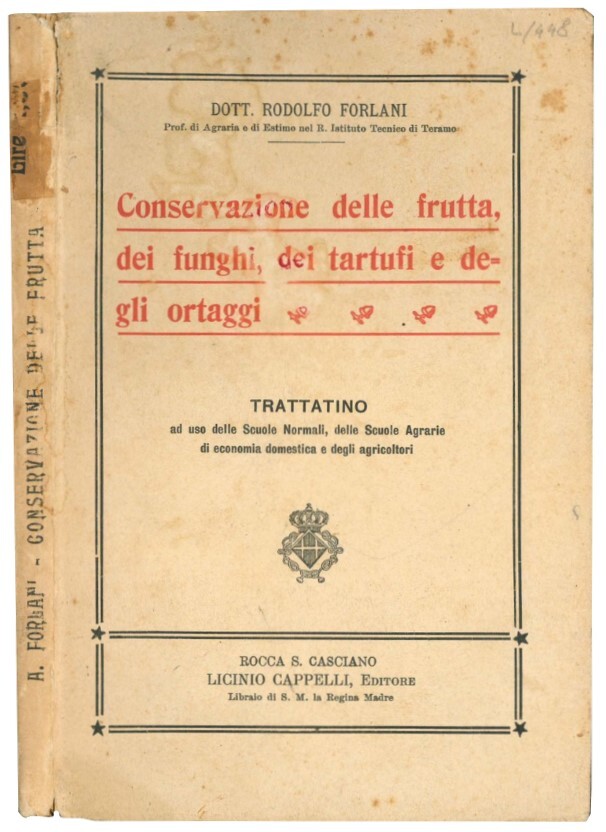 L/448
DOTT. RODOLFO FORLANI
Prof. di Agraria e di Estimo nel R. Istituto Tecnico di Teramo
Conservazione delle frutta,
dei funghi, dei tartufi e de=
gli ortaggi
TRATTATINO
ad uso delle Scuole Normali, delle Scuole Agrarie
di economia domestica e degli agricoltori
ROCCA S. CASCIANO
LICINIO CAPPELLI, EDITORE
Libraio di S. M. la Regina Madre
A. FORLANI - CONSERVAZIONE DELLE FRUTTA
Lire